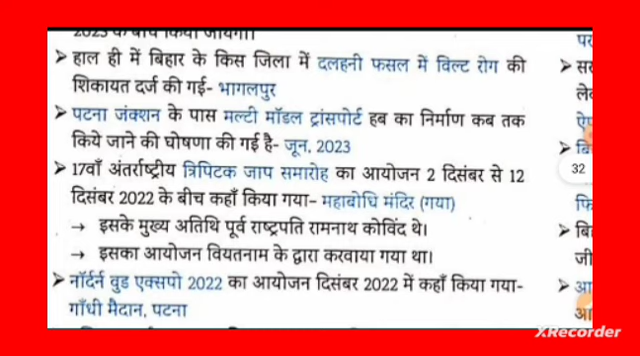 2023 के बीच किया जायेगा।
➢ हाल ही में बिहार के किस जिला में दलहनी फसल में विल्ट रोग की
शिकायत दर्ज की गई- भागलपुर
➢ पटना जंक्शन के पास मल्टी मॉडल ट्रांसपोर्ट हब का निर्माण कब तक
किये जाने की घोषणा की गई है- जून, 2023
➢ 17वाँ अंतर्राष्ट्रीय त्रिपिटक जाप समारोह का आयोजन 2 दिसंबर से 12
दिसंबर 2022 के बीच कहाँ किया गया- महाबोधि मंदिर (गया)
→ इसके मुख्य अतिथि पूर्व राष्ट्रपति रामनाथ कोविंद थे।
→ इसका आयोजन वियतनाम के द्वारा करवाया गया था।
➢ नॉर्दर्न वुड एक्सपो 2022 का आयोजन दिसंबर 2022 में कहाँ किया गया-
गाँधी मैदान, पटना
32
XRecorder